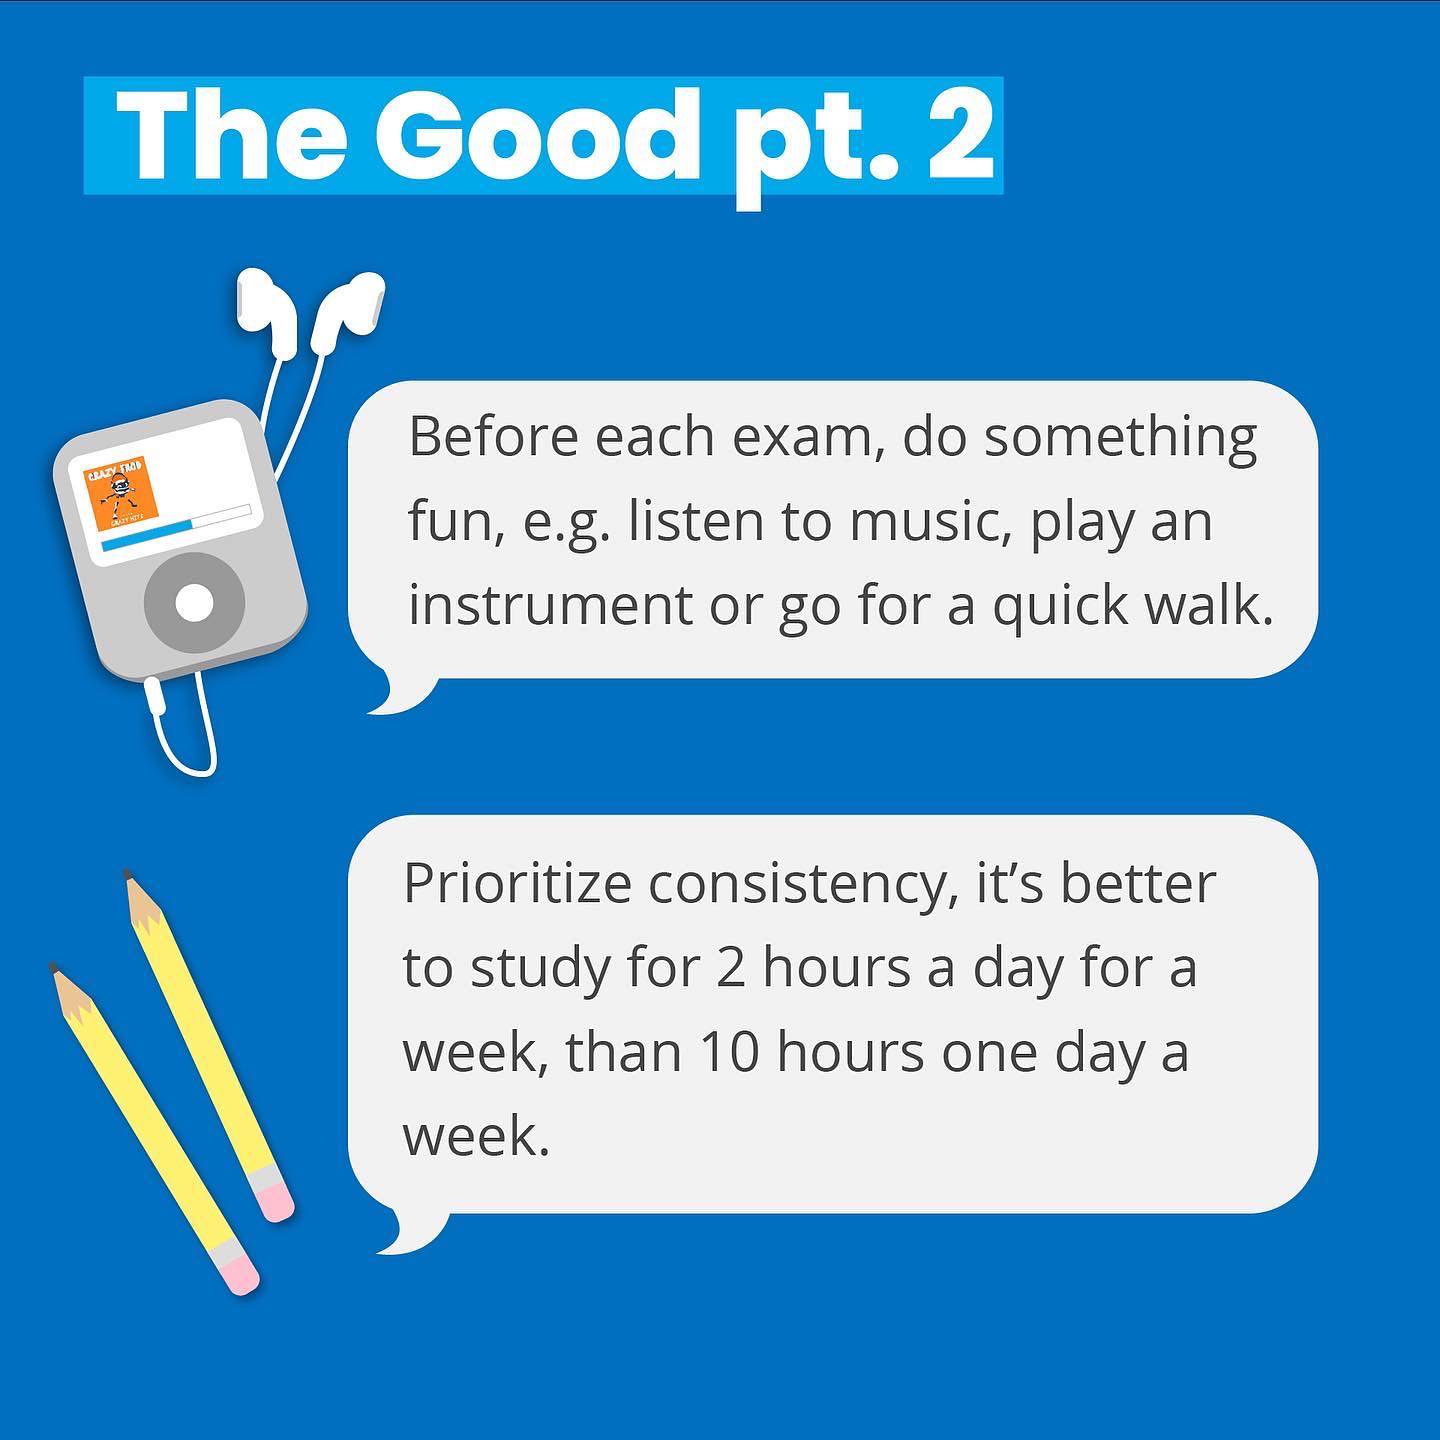 The Good pt. 2
CRAZY FROG
CRAZY HITS
Before each exam, do something
fun, e.g. listen to music, play an
instrument or go for a quick walk.
Prioritize consistency, it’s better
to study for 2 hours a day for a
week, than 10 hours one day a
week.